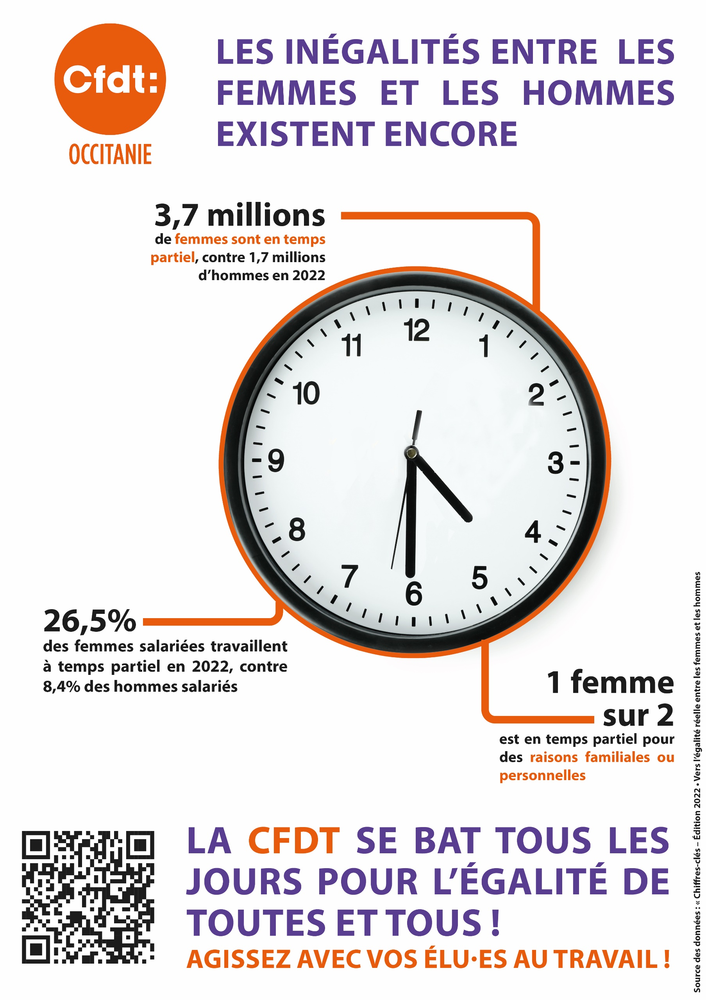 Cfdt:
OCCITANIE
LES INÉGALITÉS ENTRE LES
FEMMES ET LES HOMMES
EXISTENT ENCORE
3,7 millions
de femmes sont en temps
partiel, contre 1,7 millions
d’hommes en 2022
12
1
2
3
4
5
6
7
8
9
10
11
26,5%
des femmes salariées travaillent
à temps partiel en 2022, contre
8,4% des hommes salariés
1 femme
sur 2
est en temps partiel pour
des raisons familiales ou
personnelles
LA CFDT SE BAT TOUS LES
JOURS POUR L’ÉGALITÉ DE
TOUTES ET TOUS !
AGISSEZ AVEC VOS ÉLU·ES AU TRAVAIL !
Source des données : « Chiffres-clés – Édition 2022 • Vers l’égalité réelle entre les femmes et les hommes